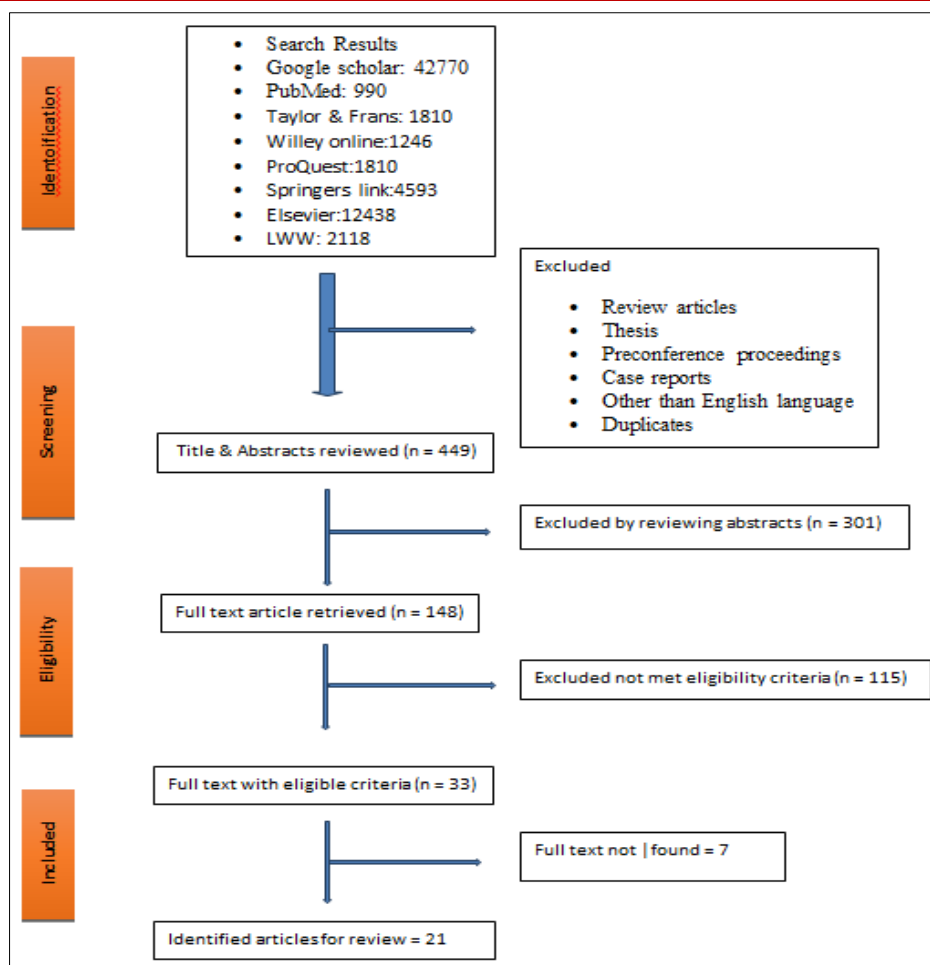 Identoification
• Search Results
• Google scholar: 42770
• PubMed: 990
• Taylor & Frans: 1810
• Willey online:1246
• ProQuest:1810
• Springers link:4593
• Elsevier:12438
• LWW: 2118
Excluded
• Review articles
• Thesis
• Preconference proceedings
• Case reports
• Other than English language
• Duplicates
Screening
Title & Abstracts reviewed (n = 449)
Excluded by reviewing abstracts (n = 301)
Eligibility
Full text article retrieved (n = 148)
Excluded not met eligibility criteria (n = 115)
Included
Full text with eligible criteria (n = 33)
Full text not |found = 7
Identified articles for review = 21